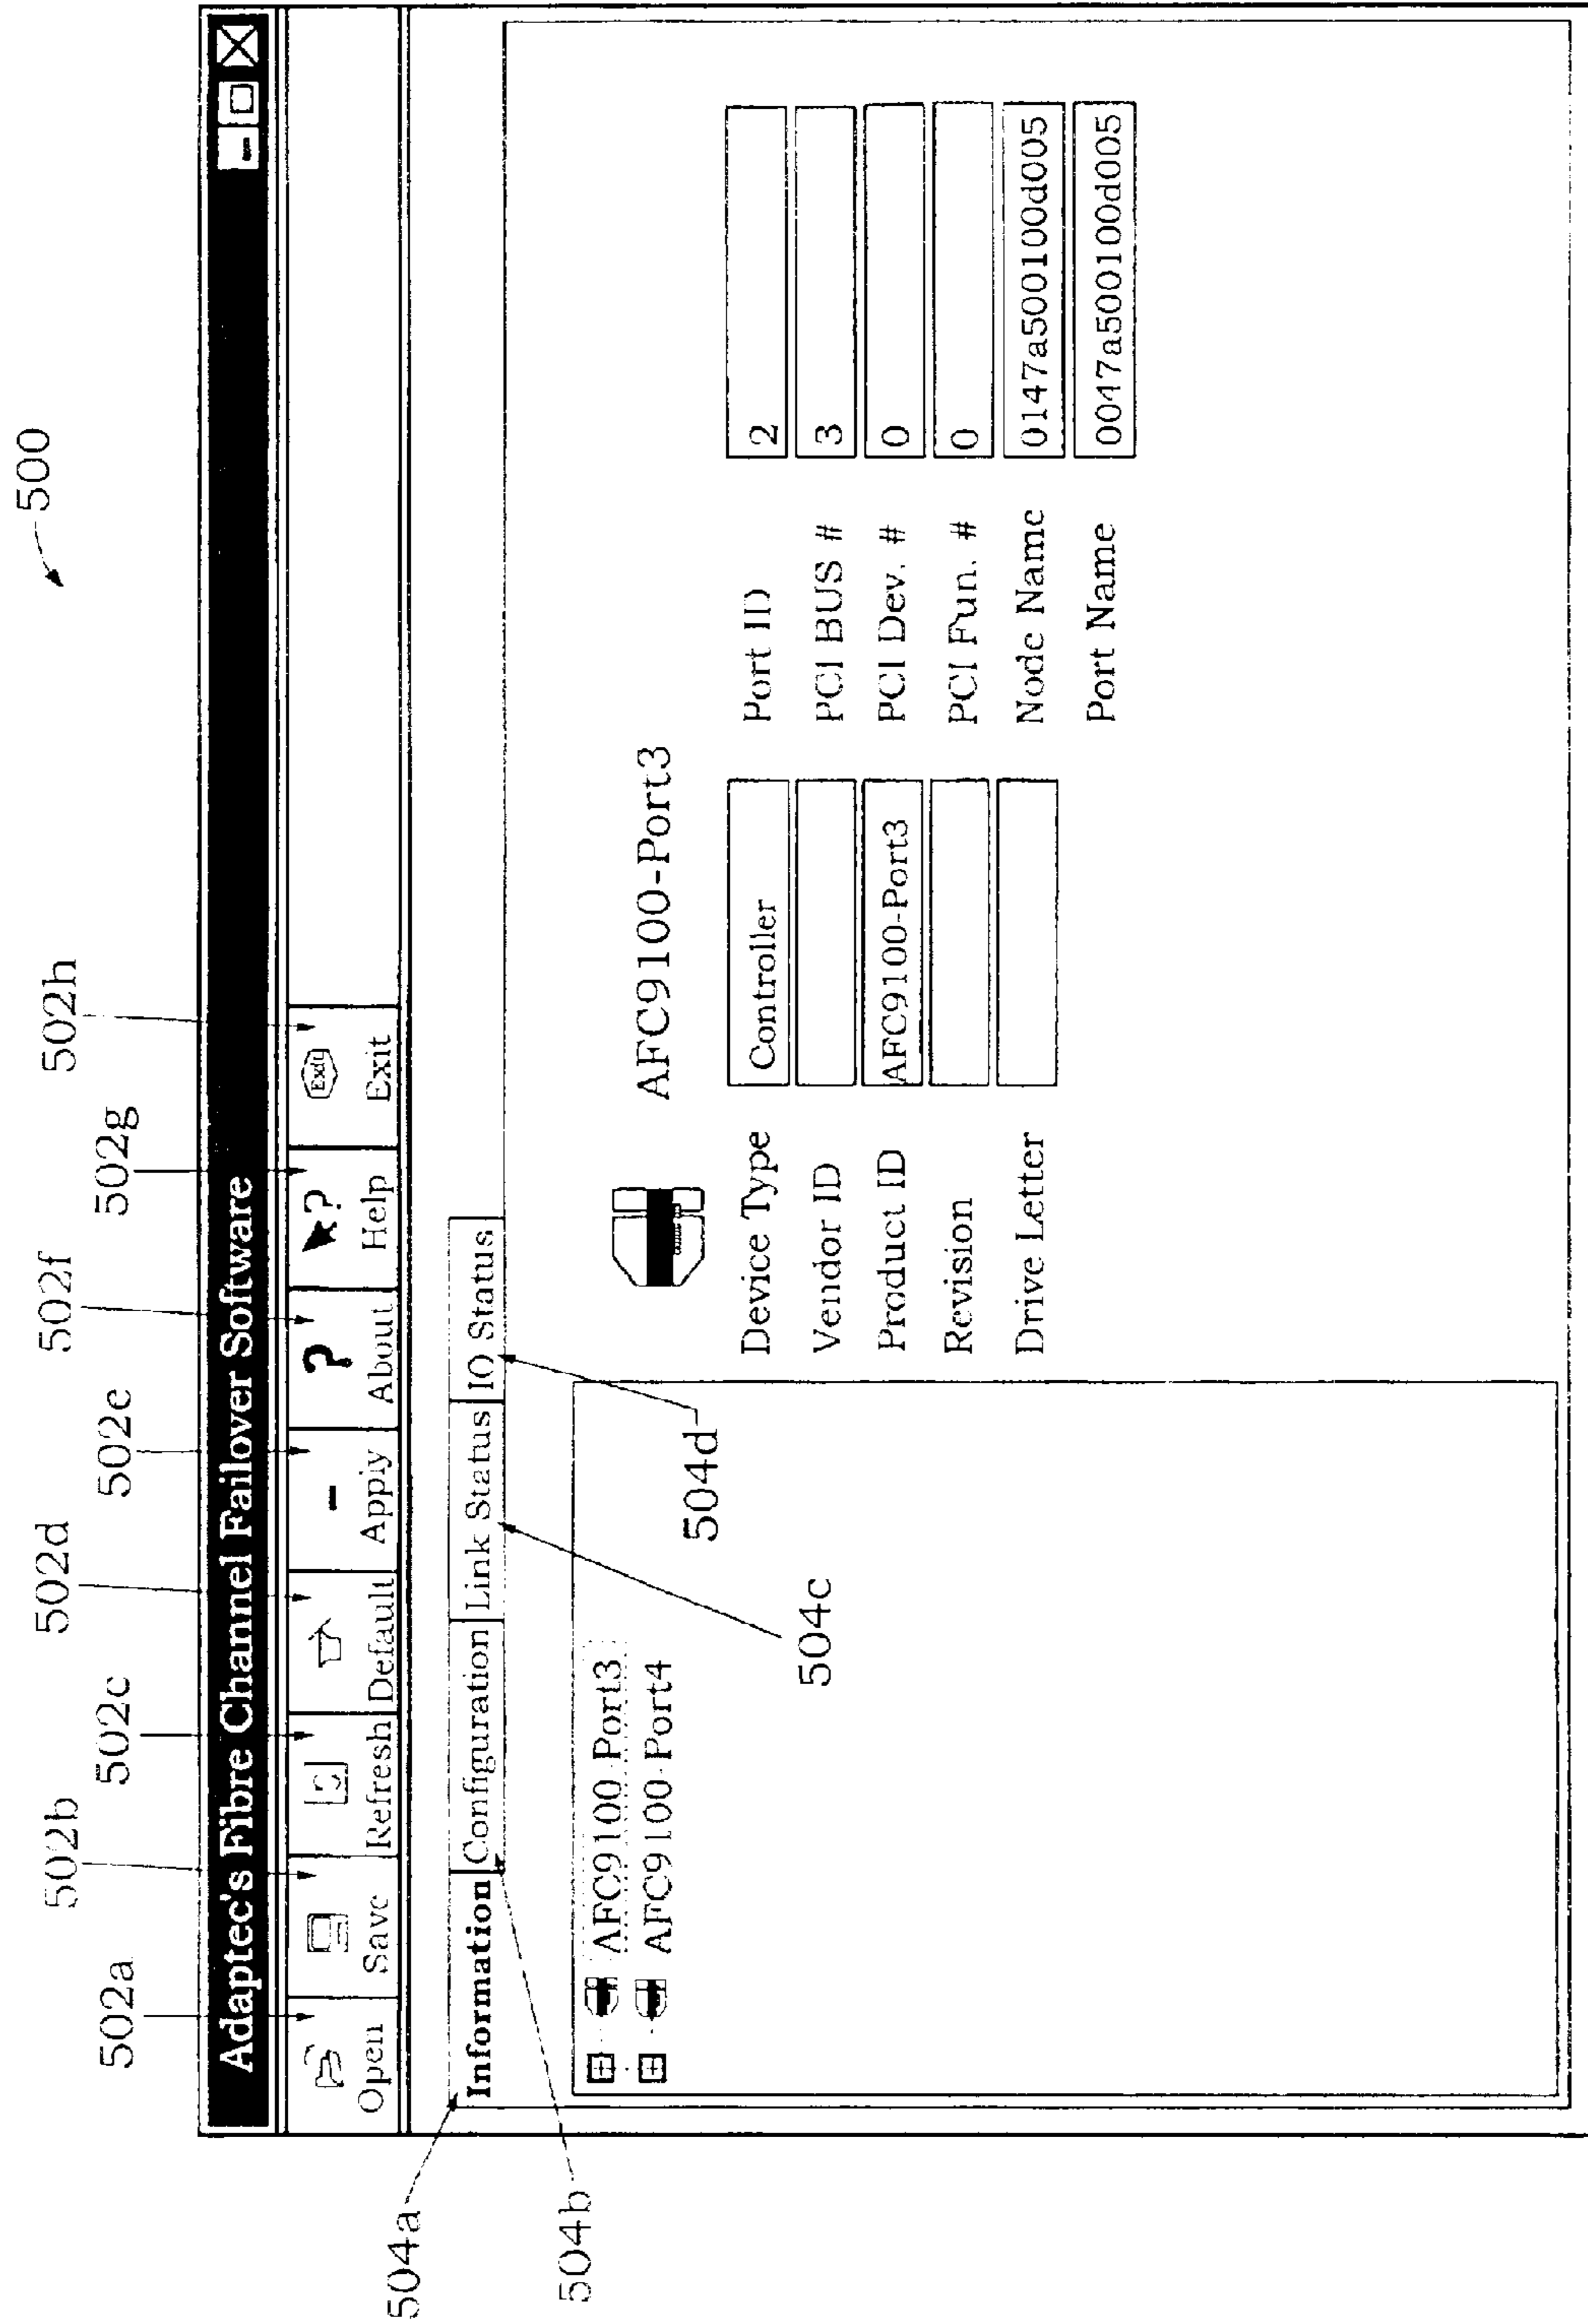 500
502a 502b 502c 502d 502e 502f 502g 502h
Adaptec's Fibre Channel Failover Software
Exit
Open Save Refresh Default Apply About Help Exit
504a
Information Configuration Link Status IO Status
504b
AFC9100-Port3
AFC9100-Port4
504c
504d
AFC9100-Port3
Device Type Controller Port ID 2
Vendor ID PCI BUS # 3
Product ID AFC9100-Port3 PCI Dev. # 0
Revision PCI Fun. # 0
Drive Letter Node Name 0147a500100d005
Port Name 0047a500100d005